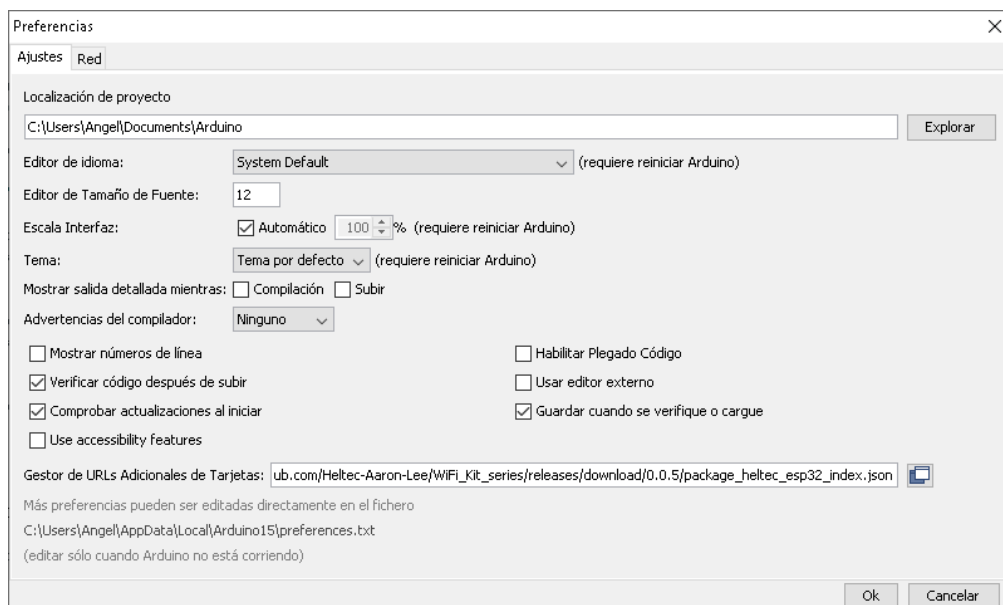 Preferencias
Ajustes Red
Localización de proyecto
C:\Users\Angel\Documents\Arduino Explorar
Editor de idioma: System Default (requiere reiniciar Arduino)
Editor de Tamaño de Fuente: 12
Escala Interfaz: Automático 100 % (requiere reiniciar Arduino)
Tema: Tema por defecto (requiere reiniciar Arduino)
Mostrar salida detallada mientras: Compilación Subir
Advertencias del compilador: Ninguno
Mostrar números de línea Habilitar Plegado Código
Verificar código después de subir Usar editor externo
Comprobar actualizaciones al iniciar Guardar cuando se verifique o cargue
Use accessibility features
Gestor de URLs Adicionales de Tarjetas: ub.com/Heltec-Aaron-Lee/WiFi_Kit_series/releases/download/0.0.5/package_heltec_esp32_index.json
Más preferencias pueden ser editadas directamente en el fichero
C:\Users\Angel\AppData\Local\Arduino15\preferences.txt
(editar sólo cuando Arduino no está corriendo)
Ok Cancelar